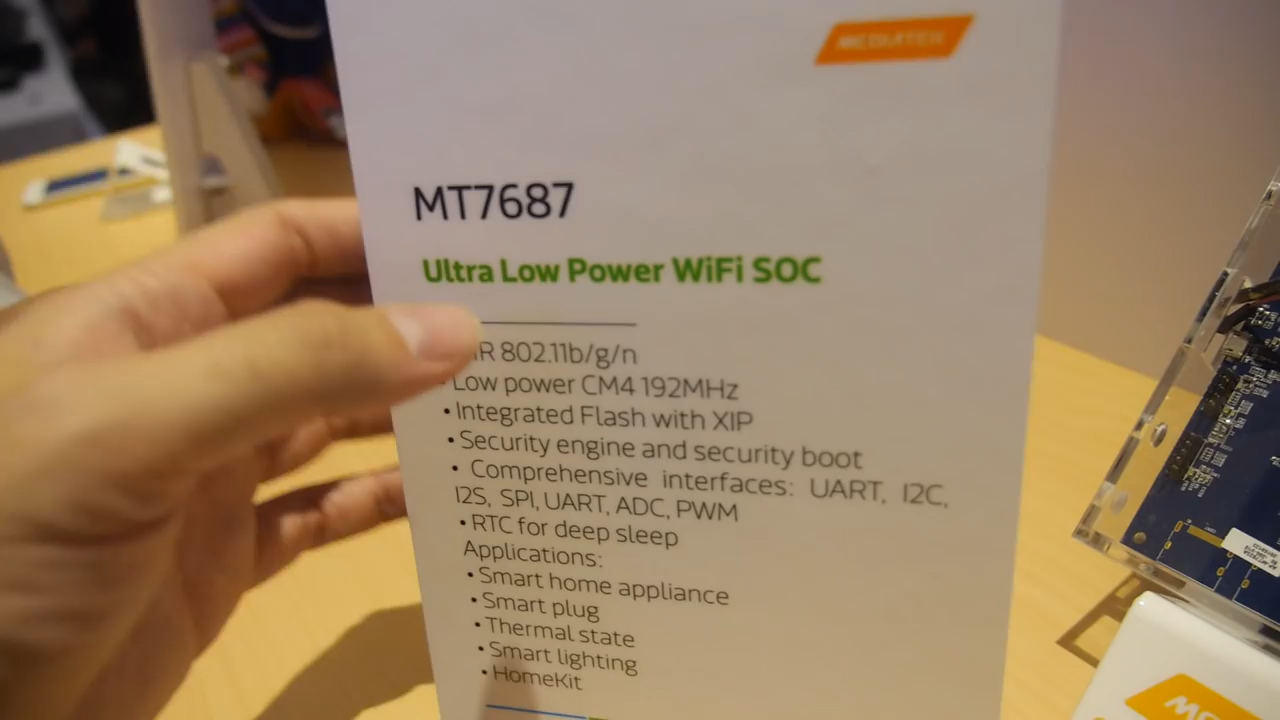 MEDIATEK
MT7687
Ultra Low Power WiFi SOC
802.11b/g/n
Low power CM4 192MHz
• Integrated Flash with XIP
• Security engine and security boot
• Comprehensive interfaces: UART, I2C,
I2S, SPI, UART, ADC, PWM
• RTC for deep sleep
Applications:
• Smart home appliance
• Smart plug
• Thermal state
• Smart lighting
• HomeKit